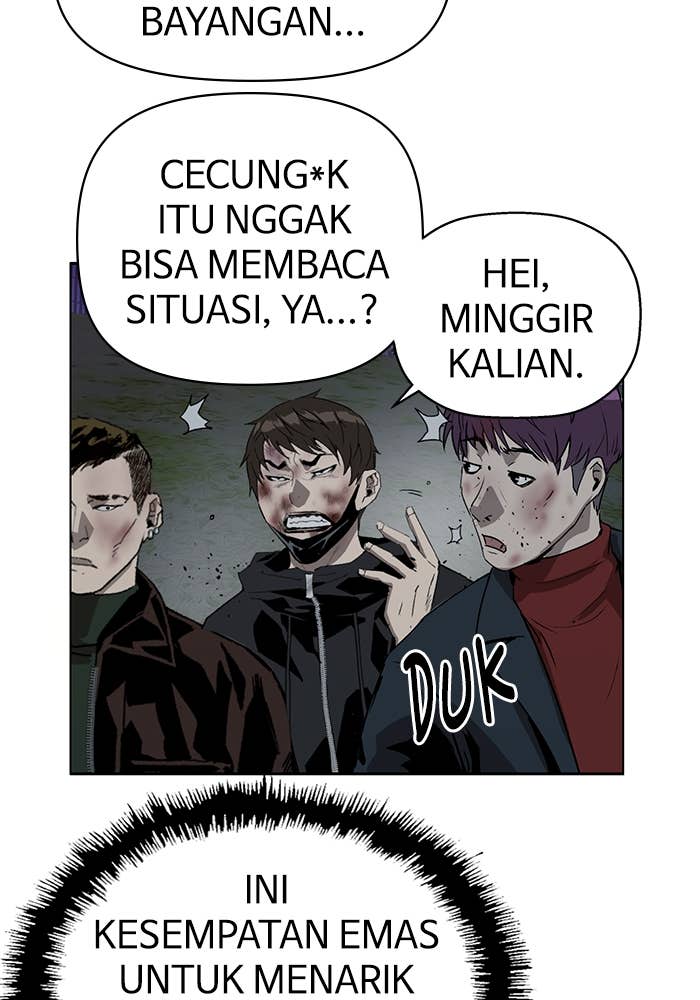 BAYANGAN...
CECUNG*K
ITU NGGAK
BISA MEMBACA
SITUASI, YA...?
HEI,
MINGGIR
KALIAN.
DUK
INI
KESEMPATAN EMAS
UNTUK MENARIK